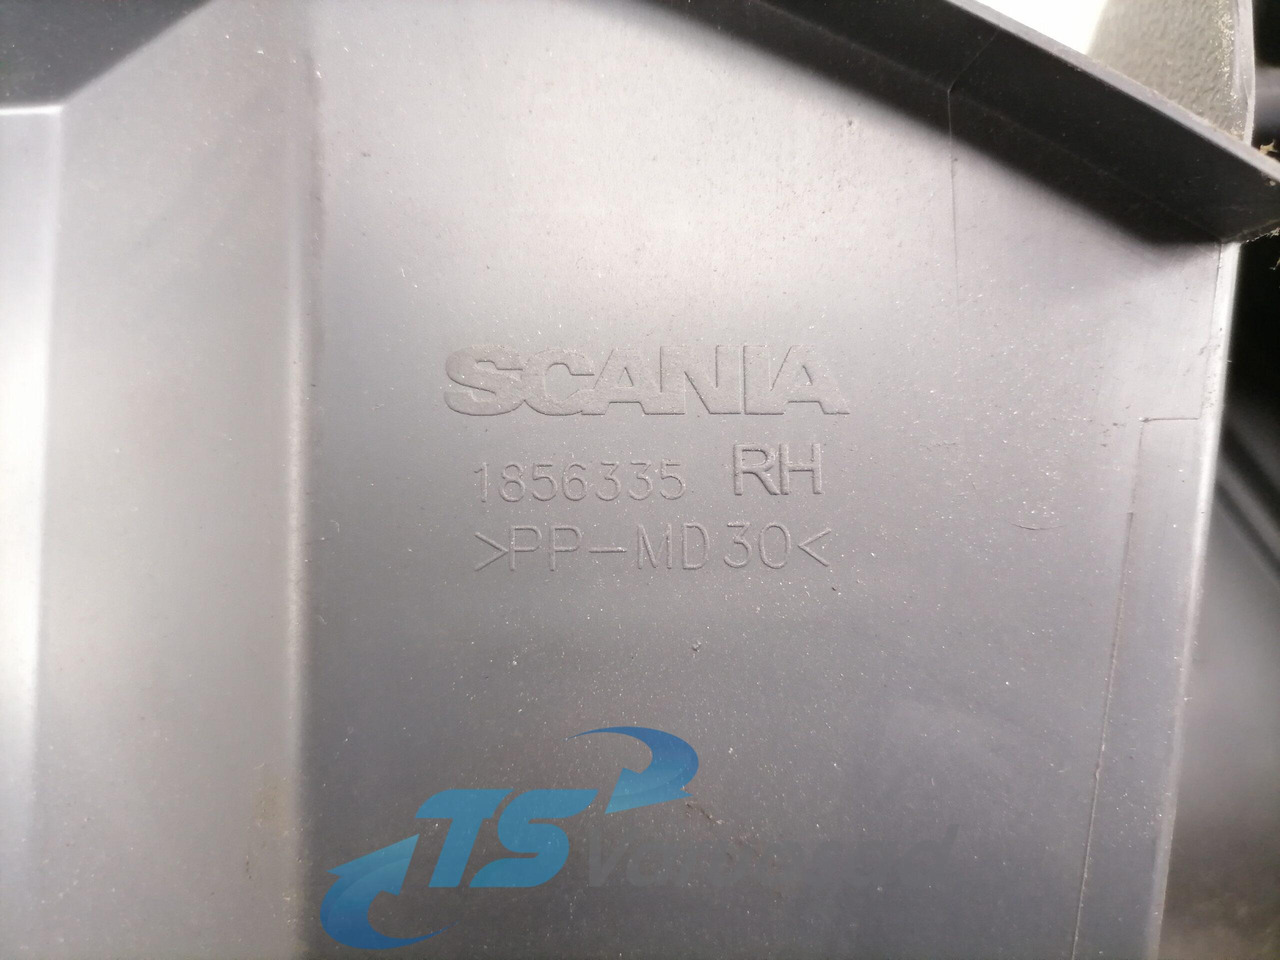 SCANIA
1856335 RH
>PP-MD30<
TS